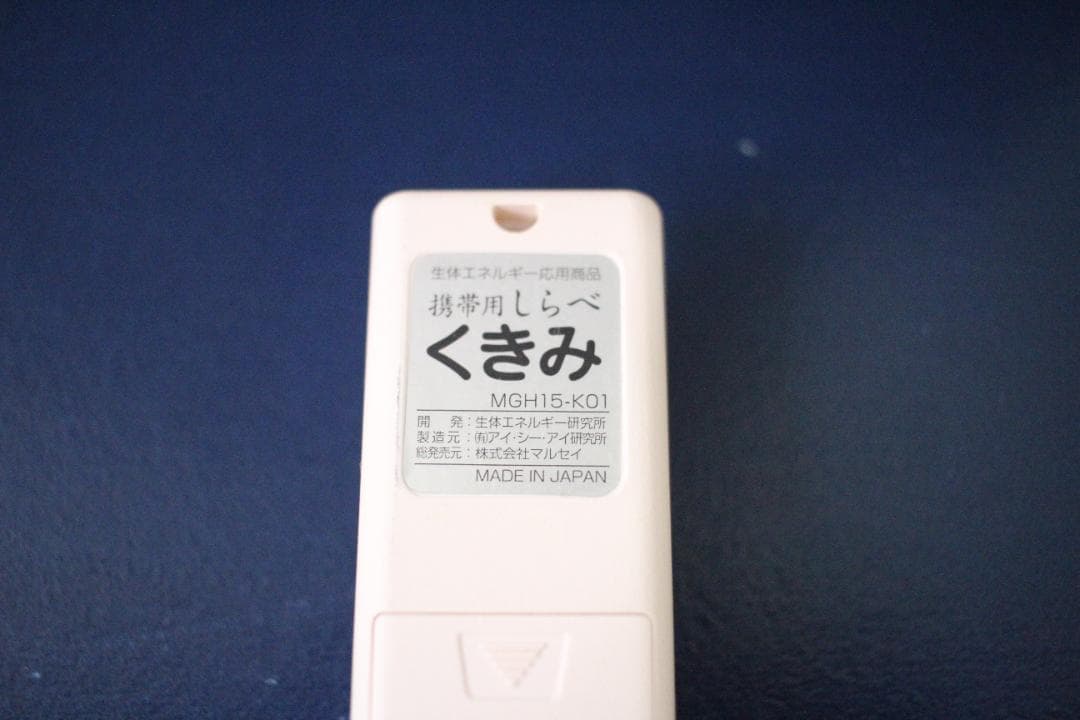 生体エネルギー応用商品
携帯用しらべ
くきみ
MGH15-K01
開　発：生体エネルギー研究所
製造元：㈲アイ・シー・アイ研究所
総発売元：株式会社マルセイ
MADE IN JAPAN